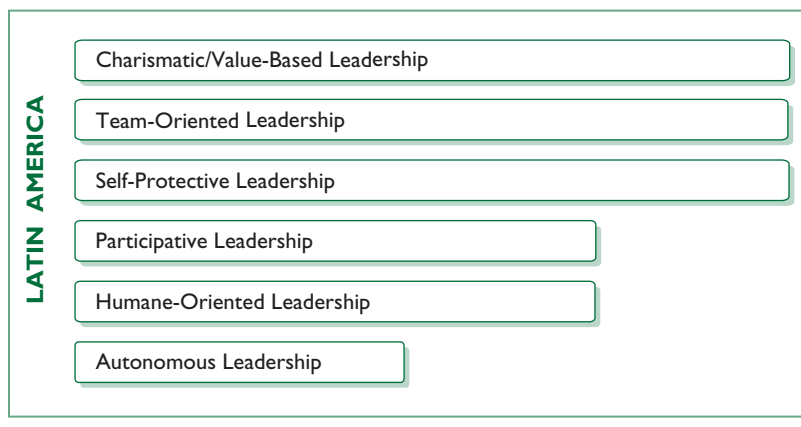 LATIN AMERICA
Charismatic/Value-Based Leadership
Team-Oriented Leadership
Self-Protective Leadership
Participative Leadership
Humane-Oriented Leadership
Autonomous Leadership